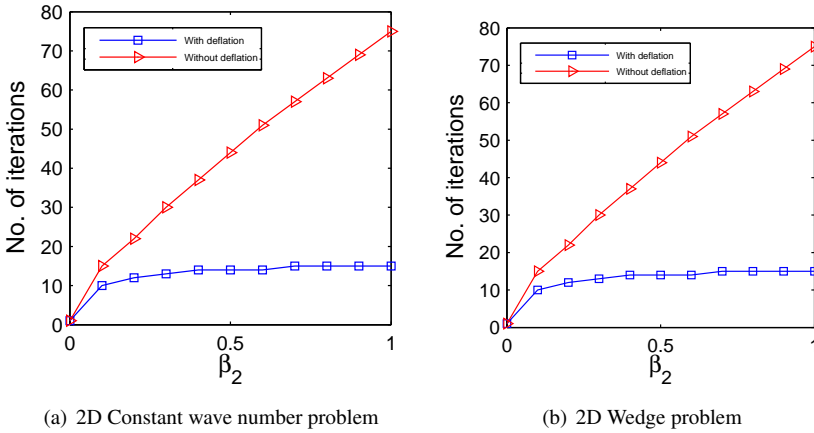 80
70
60
50
40
30
20
10
0
No. of iterations
With deflation
Without deflation
0
0.5
1
β2
(a) 2D Constant wave number problem
80
70
60
50
40
30
20
10
0
No. of iterations
With deflation
Without deflation
0
0.5
1
β2
(b) 2D Wedge problem